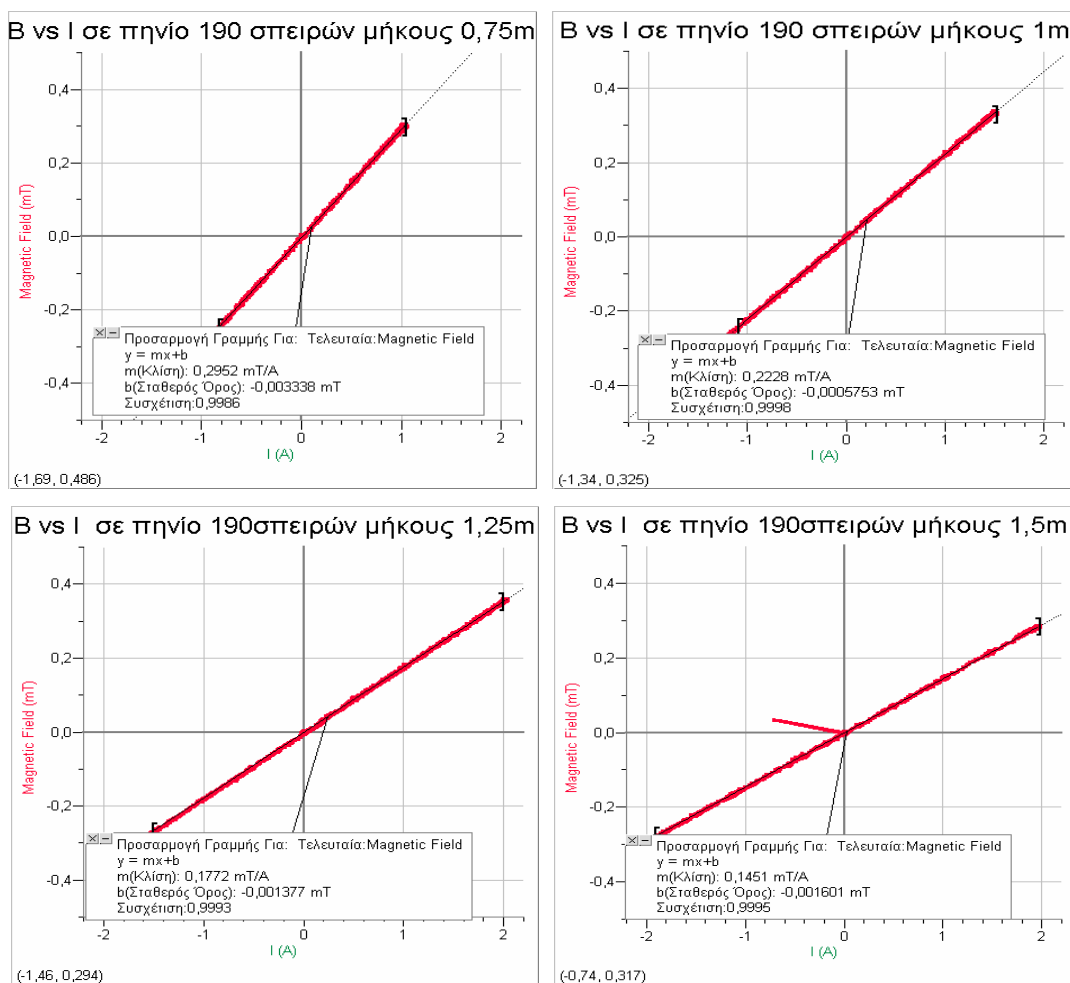 B vs I σε πηνίο 190 σπειρών μήκους 0,75m
0,4
0,2
0,0
-0,2
-0,4
Magnetic Field (mT)
Προσαρμογή Γραμμής Για: Τελευταία:Magnetic Field
y = mx+b
m(Κλίση): 0,2952 mT/A
b(Σταθερός Όρος): -0,003338 mT
Συσχέτιση:0,9986
-2 -1 0 1 2
I (A)
(-1,69, 0,486)
B vs I σε πηνίο 190 σπειρών μήκους 1m
0,4
0,2
0,0
-0,2
-0,4
Magnetic Field (mT)
Προσαρμογή Γραμμής Για: Τελευταία:Magnetic Field
y = mx+b
m(Κλίση): 0,2228 mT/A
b(Σταθερός Όρος): -0,0005753 mT
Συσχέτιση:0,9998
-2 -1 0 1 2
I (A)
(-1,34, 0,325)
B vs I σε πηνίο 190σπειρών μήκους 1,25m
0,4
0,2
0,0
-0,2
-0,4
Magnetic Field (mT)
Προσαρμογή Γραμμής Για: Τελευταία:Magnetic Field
y = mx+b
m(Κλίση): 0,1772 mT/A
b(Σταθερός Όρος): -0,001377 mT
Συσχέτιση:0,9993
-2 -1 0 1 2
I (A)
(-1,46, 0,294)
B vs I σε πηνίο 190σπειρών μήκους 1,5m
0,4
0,2
0,0
-0,2
-0,4
Magnetic Field (mT)
Προσαρμογή Γραμμής Για: Τελευταία:Magnetic Field
y = mx+b
m(Κλίση): 0,1451 mT/A
b(Σταθερός Όρος): -0,001601 mT
Συσχέτιση:0,9995
-2 -1 0 1 2
I (A)
(-0,74, 0,317)